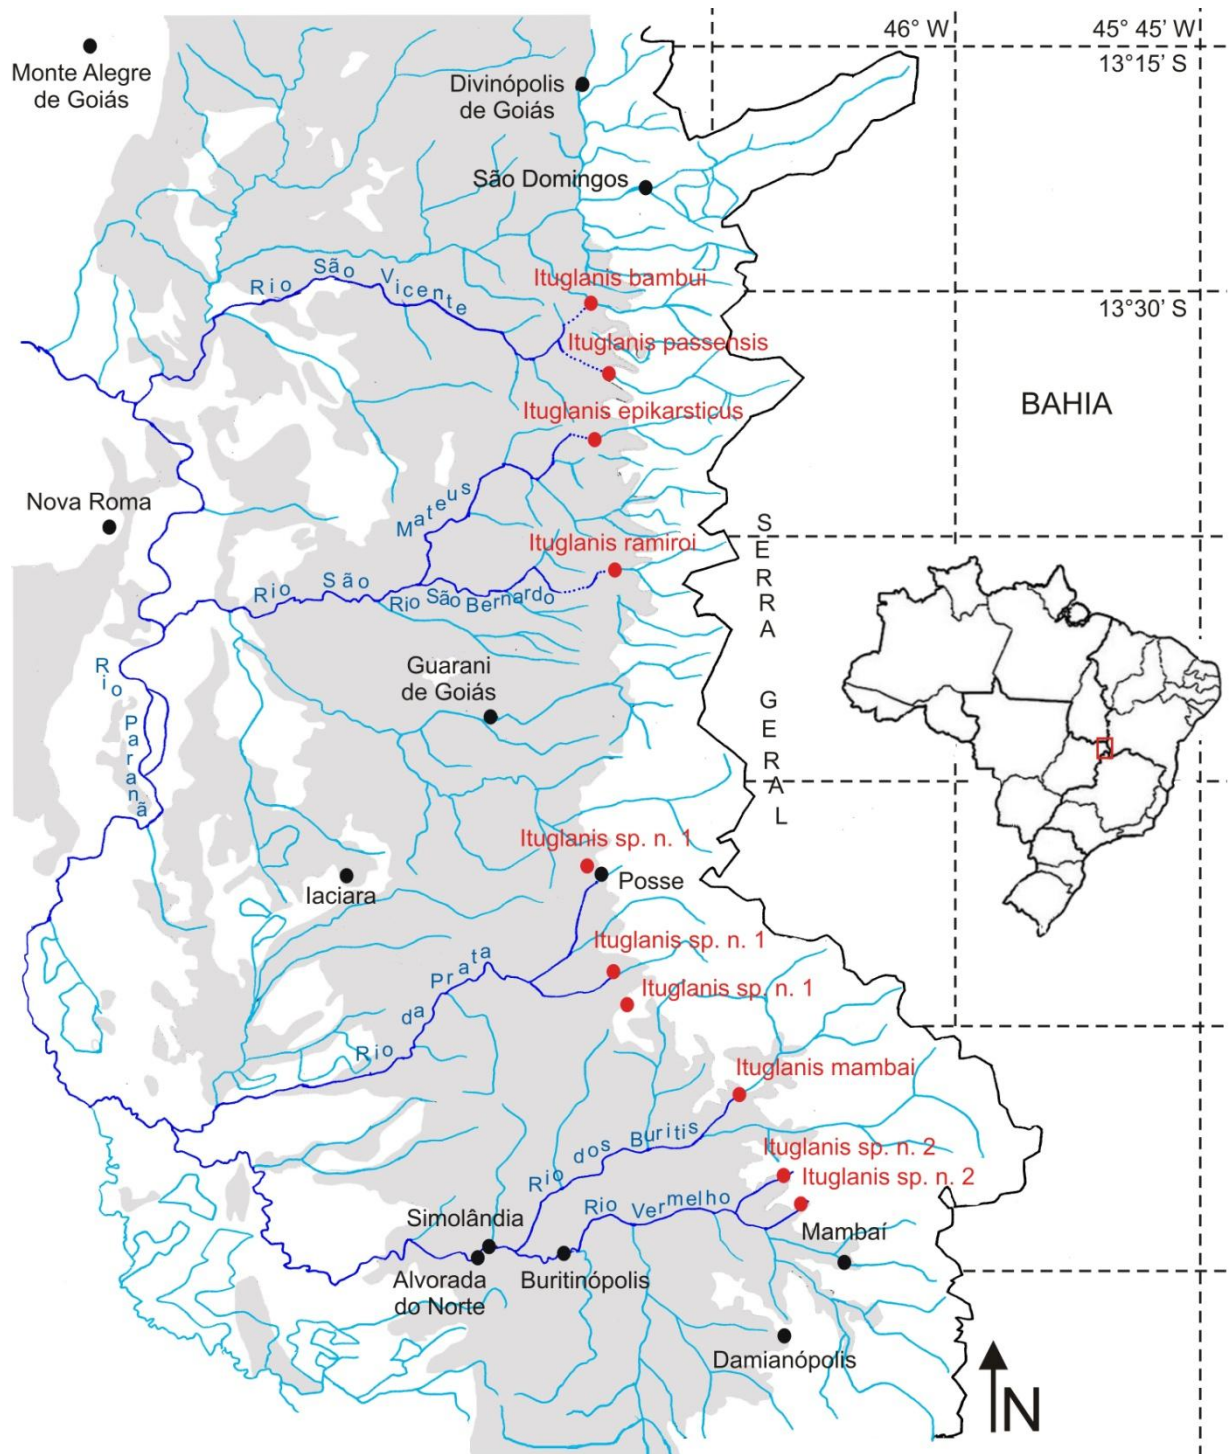 46° W
45° 45' W
13°15' S
Monte Alegre
de Goiás
Divinópolis
de Goiás
São Domingos
Rio São Vicente
Ituglanis bambui
13°30' S
Ituglanis passensis
Ituglanis epikarsticus
BAHIA
Nova Roma
Mateus
Ituglanis ramiroi
Rio São
Rio São Bernardo
SERRA GERAL
Guarani
de Goiás
Rio Paranã
Ituglanis sp. n. 1
Posse
Iaciara
Ituglanis sp. n. 1
Ituglanis sp. n. 1
Rio da Prata
Ituglanis mambai
Rio dos Buritis
Ituglanis sp. n. 2
Ituglanis sp. n. 2
Rio Vermelho
Simolândia
Mambaí
Alvorada
do Norte
Buritinópolis
Damianópolis
N